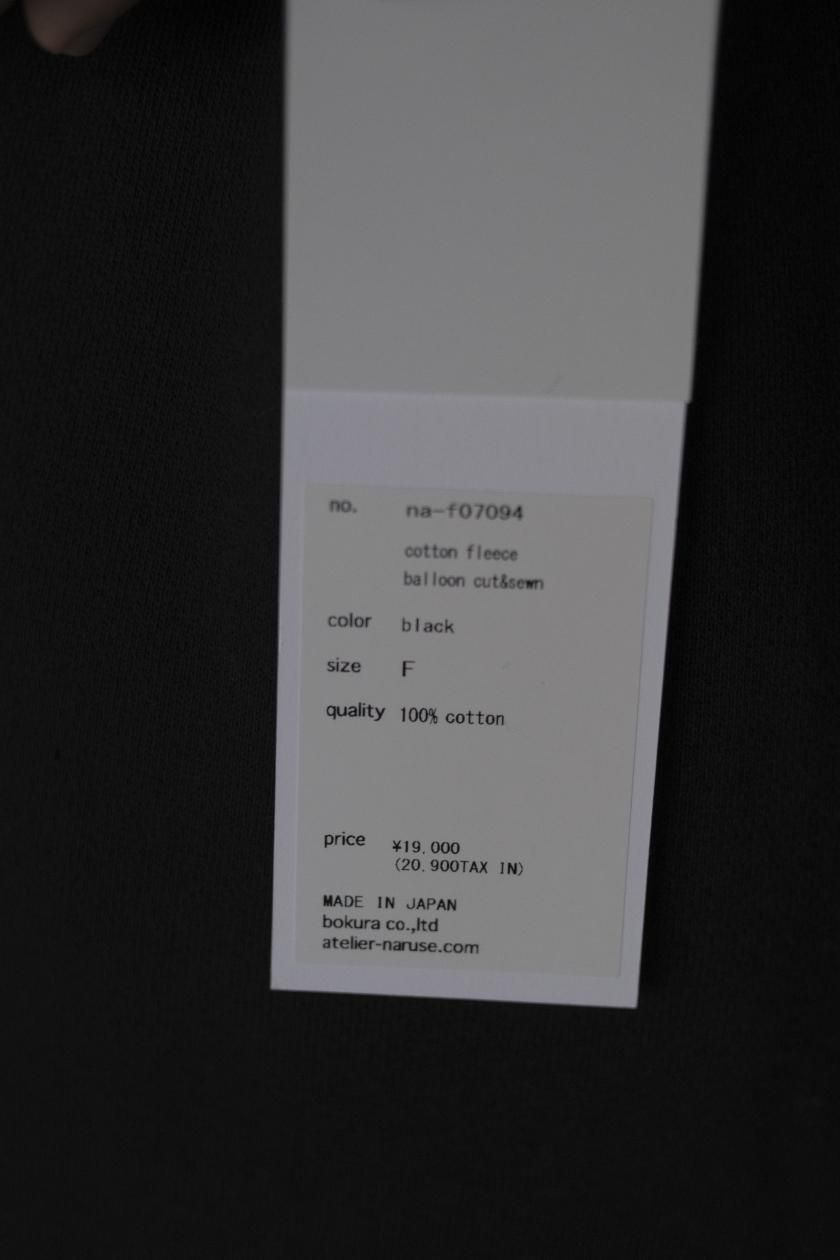 no. na-f07094
cotton fleece
balloon cut&sewn
color black
size F
quality 100% cotton
price ¥19,000
(20,900TAX IN)
MADE IN JAPAN
bokura co.,ltd
atelier-naruse.com